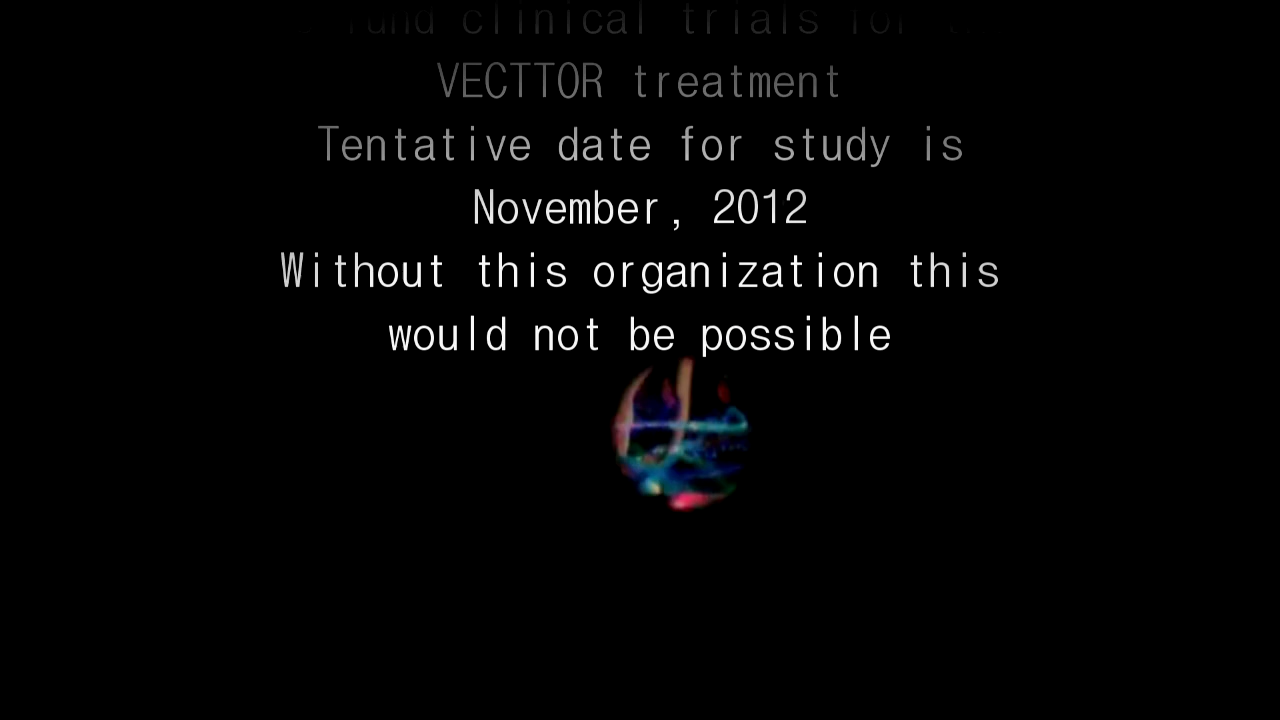 fund clinical trials for
VECTTOR treatment
Tentative date for study is
November, 2012
Without this organization this
would not be possible